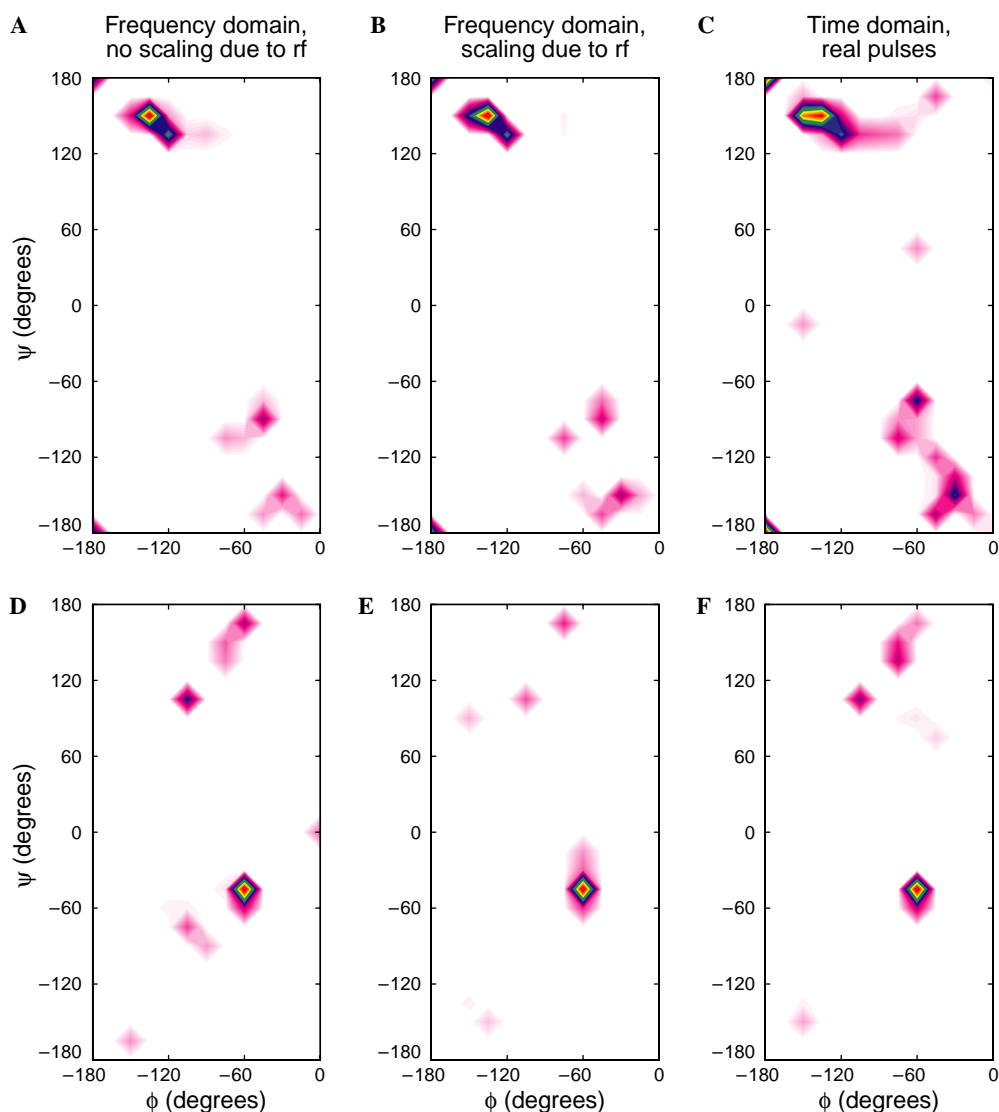 A Frequency domain, no scaling due to rf
B Frequency domain, scaling due to rf
C Time domain, real pulses
180
120
60
0
−60
−120
−180
ψ (degrees)
−180 −120 −60 0
180
120
60
0
−60
−120
−180
−180 −120 −60 0
180
120
60
0
−60
−120
−180
−180 −120 −60 0
D
180
120
60
0
−60
−120
−180
ψ (degrees)
−180 −120 −60 0
ϕ (degrees)
E
180
120
60
0
−60
−120
−180
−180 −120 −60 0
ϕ (degrees)
F
180
120
60
0
−60
−120
−180
−180 −120 −60 0
ϕ (degrees)